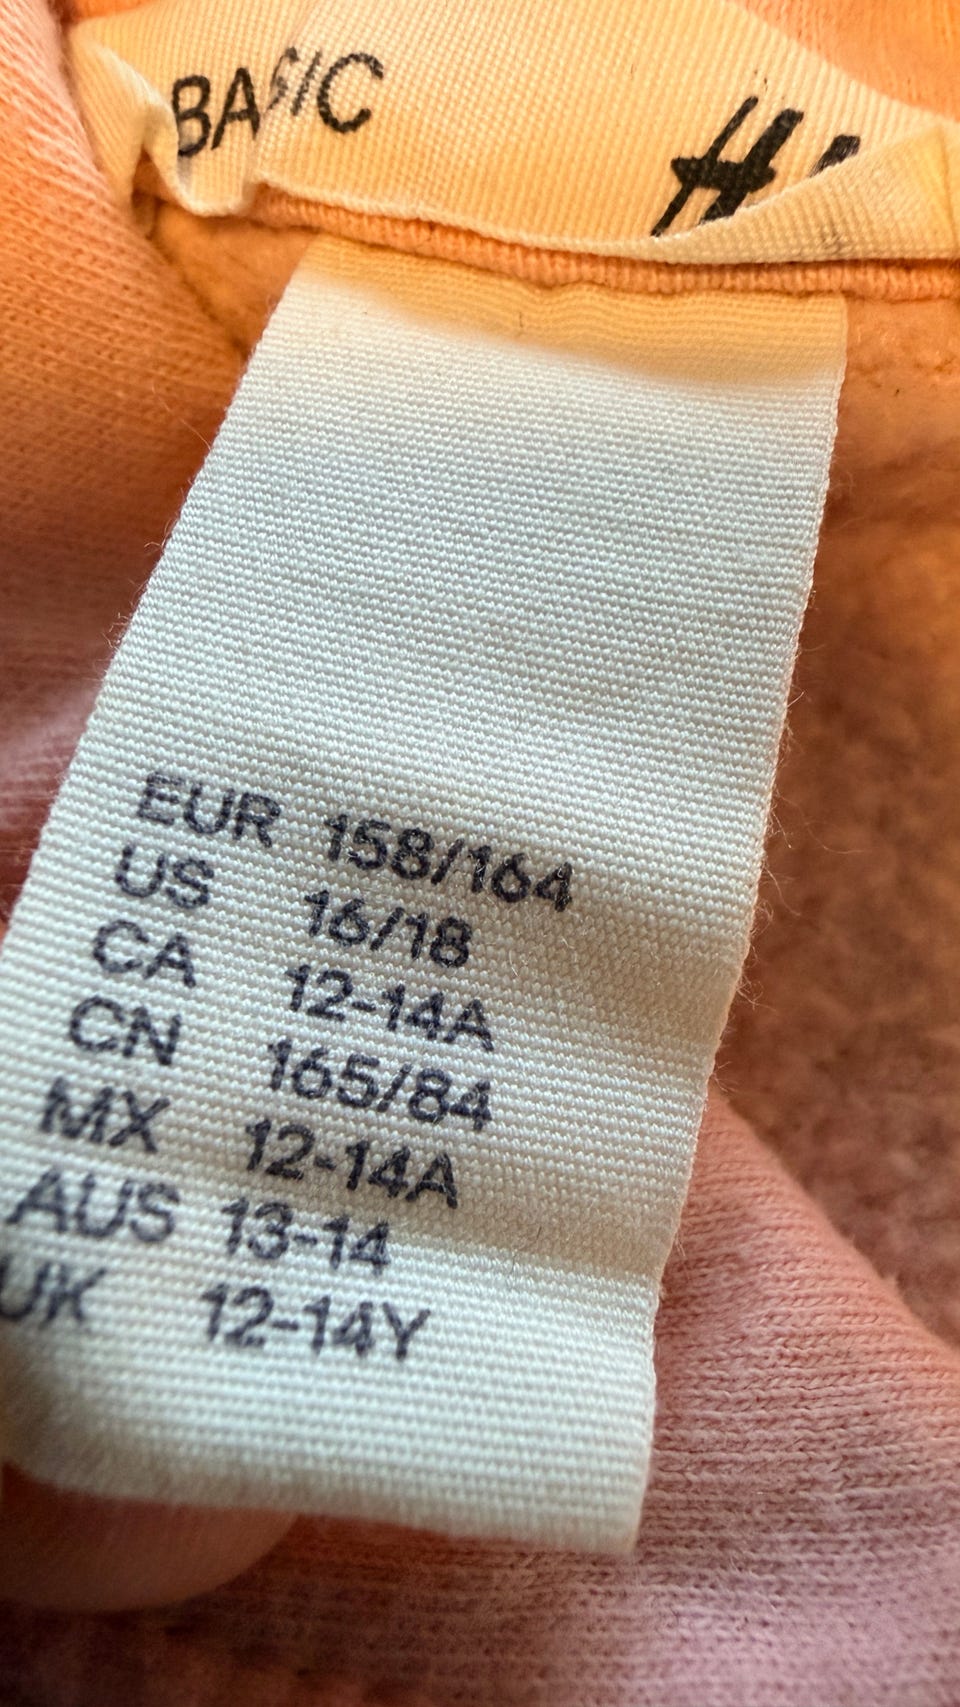 BASIC
H
EUR 158/164
US 16/18
CA 12-14A
CN 165/84
MX 12-14A
AUS 13-14
UK 12-14Y